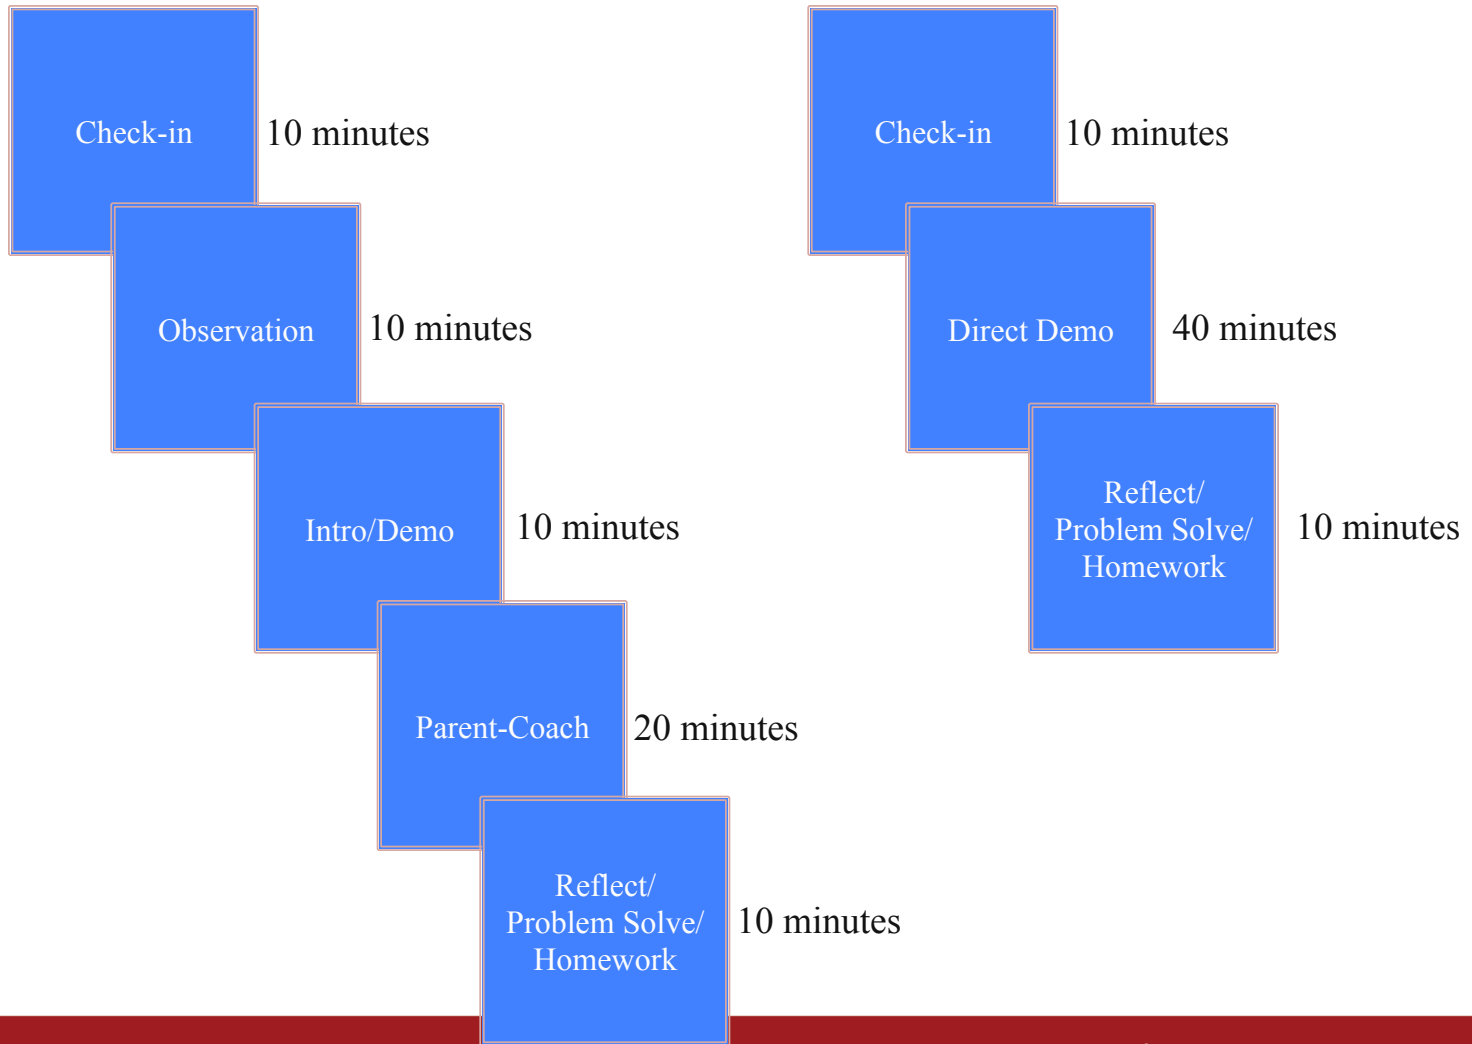 Check-in
10 minutes
Observation
10 minutes
Intro/Demo
10 minutes
Parent-Coach
20 minutes
Reflect/
Problem Solve/
Homework
10 minutes
Check-in
10 minutes
Direct Demo
40 minutes
Reflect/
Problem Solve/
Homework
10 minutes